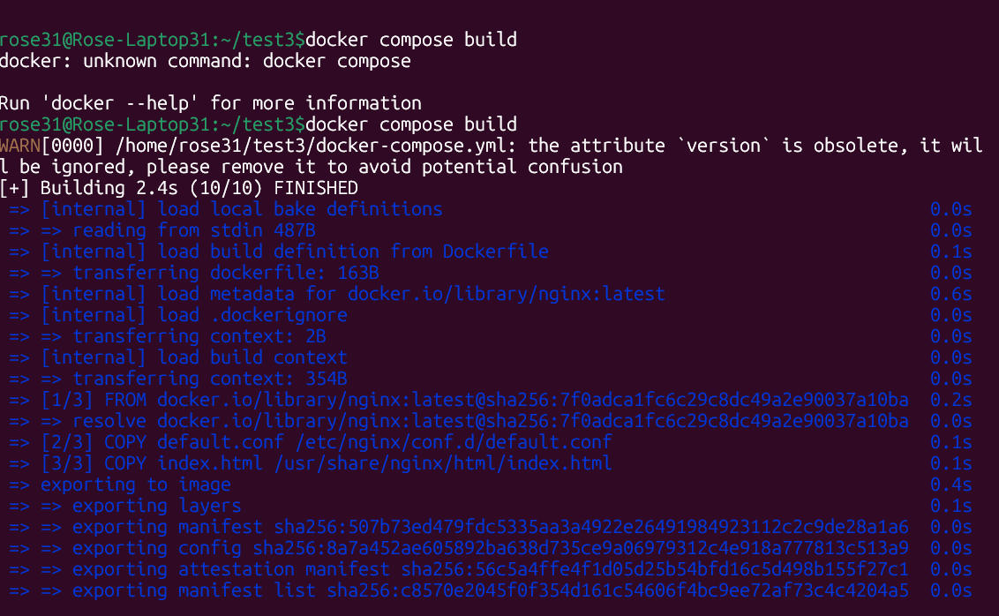 rose31@Rose-Laptop31:~/test3$docker compose build
docker: unknown command: docker compose
Run 'docker --help' for more information
rose31@Rose-Laptop31:~/test3$docker compose build
WARN[0000] /home/rose31/test3/docker-compose.yml: the attribute `version` is obsolete, it wil
l be ignored, please remove it to avoid potential confusion
[+] Building 2.4s (10/10) FINISHED
=> [internal] load local bake definitions 0.0s
=> => reading from stdin 487B 0.0s
=> [internal] load build definition from Dockerfile 0.1s
=> => transferring dockerfile: 163B 0.0s
=> [internal] load metadata for docker.io/library/nginx:latest 0.6s
=> [internal] load .dockerignore 0.0s
=> => transferring context: 2B 0.0s
=> [internal] load build context 0.0s
=> => transferring context: 354B 0.0s
=> [1/3] FROM docker.io/library/nginx:latest@sha256:7f0adca1fc6c29c8dc49a2e90037a10ba 0.2s
=> => resolve docker.io/library/nginx:latest@sha256:7f0adca1fc6c29c8dc49a2e90037a10ba 0.0s
=> [2/3] COPY default.conf /etc/nginx/conf.d/default.conf 0.1s
=> [3/3] COPY index.html /usr/share/nginx/html/index.html 0.1s
=> exporting to image 0.4s
=> => exporting layers 0.1s
=> => exporting manifest sha256:507b73ed479fdc5335aa3a4922e26491984923112c2c9de28a1a6 0.0s
=> => exporting config sha256:8a7a452ae605892ba638d735ce9a06979312c4e918a777813c513a9 0.0s
=> => exporting attestation manifest sha256:56c5a4ffe4f1d05d25b54bfd16c5d498b155f27c1 0.0s
=> => exporting manifest list sha256:c8570e2045f0f354d161c54606f4bc9ee72af73c4c4204a5 0.0s